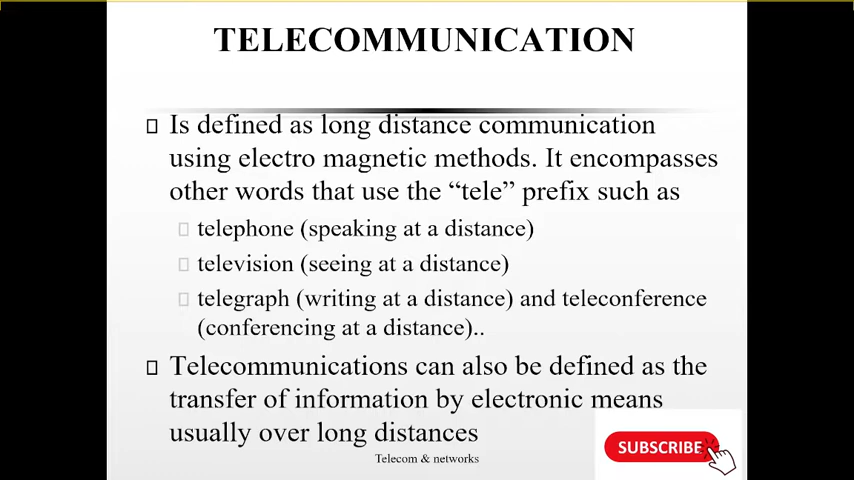 TELECOMMUNICATION
Is defined as long distance communication
using electro magnetic methods. It encompasses
other words that use the “tele” prefix such as
telephone (speaking at a distance)
television (seeing at a distance)
telegraph (writing at a distance) and teleconference
(conferencing at a distance)..
Telecommunications can also be defined as the
transfer of information by electronic means
usually over long distances
Telecom & networks
SUBSCRIBE